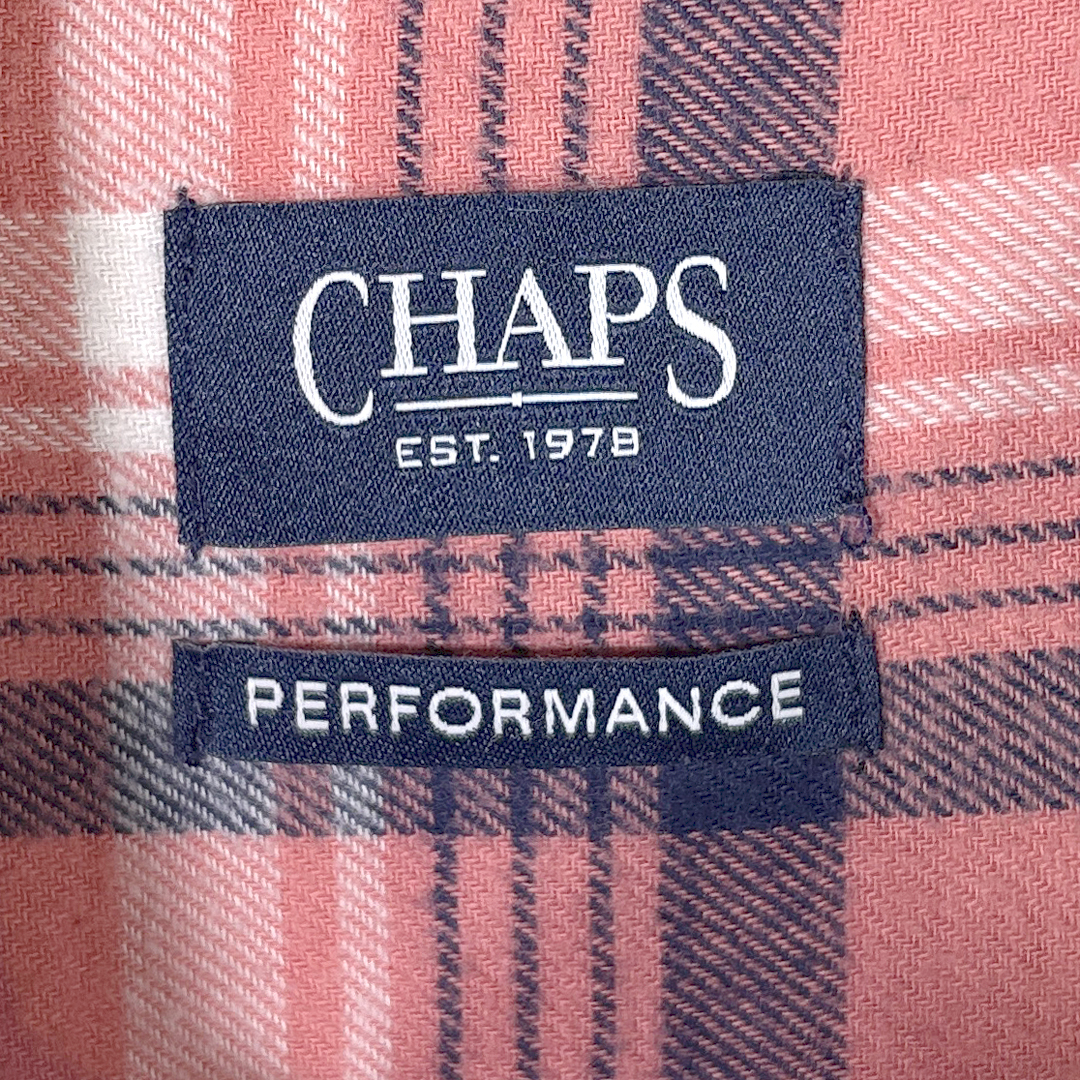 CHAPS
EST. 1978
PERFORMANCE